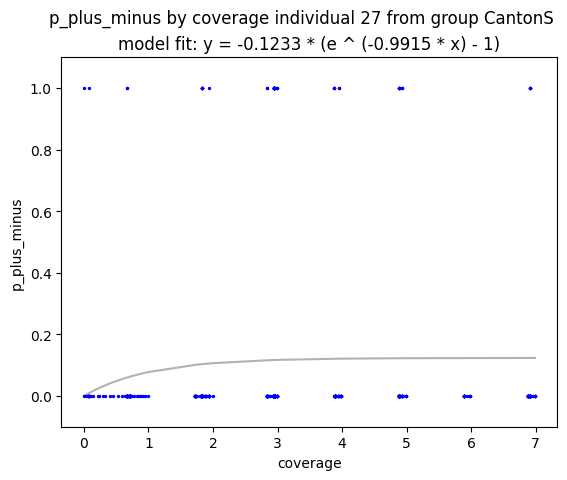 p_plus_minus by coverage individual 27 from group CantonS
model fit: y = -0.1233 * (e ^ (-0.9915 * x) - 1)
1.0
0.8
0.6
0.4
0.2
0.0
p_plus_minus
0 1 2 3 4 5 6 7
coverage